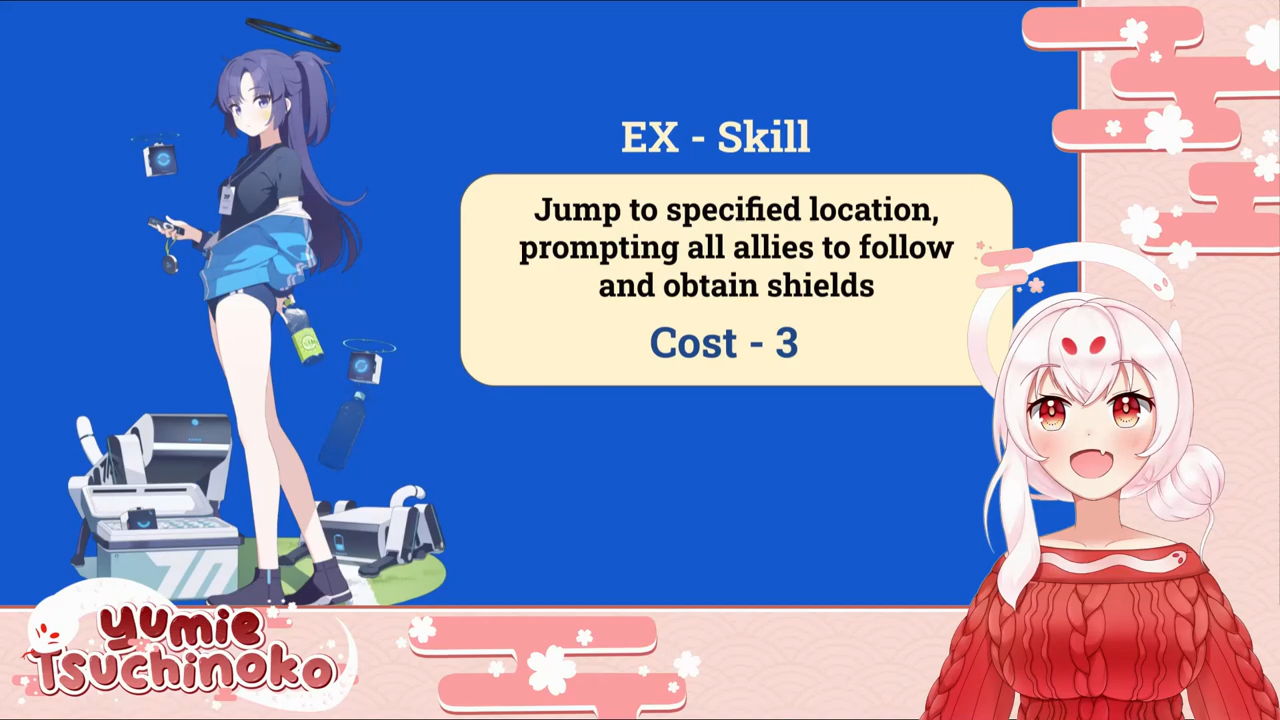 EX - Skill
Jump to specified location,
prompting all allies to follow
and obtain shields
Cost - 3
yumie
Tsuchinoko